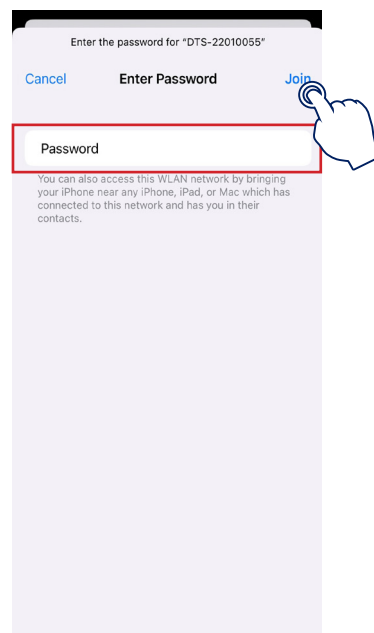 Enter the password for “DTS-22010055”
Cancel Enter Password Join
Password
You can also access this WLAN network by bringing
your iPhone near any iPhone, iPad, or Mac which has
connected to this network and has you in their
contacts.